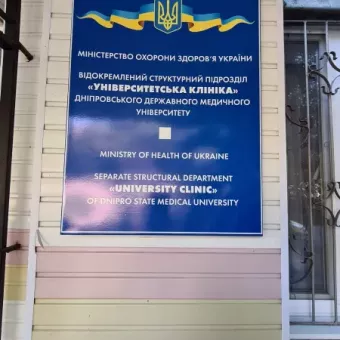 МІНІСТЕРСТВО ОХОРОНИ ЗДОРОВ'Я УКРАЇНИ
ВІДОКРЕМЛЕНИЙ СТРУКТУРНИЙ ПІДРОЗДІЛ
«УНІВЕРСИТЕТСЬКА КЛІНІКА»
ДНІПРОВСЬКОГО ДЕРЖАВНОГО МЕДИЧНОГО
УНІВЕРСИТЕТУ
MINISTRY OF HEALTH OF UKRAINE
SEPARATE STRUCTURAL DEPARTMENT
«UNIVERSITY CLINIC»
OF DNIPRO STATE MEDICAL UNIVERSITY